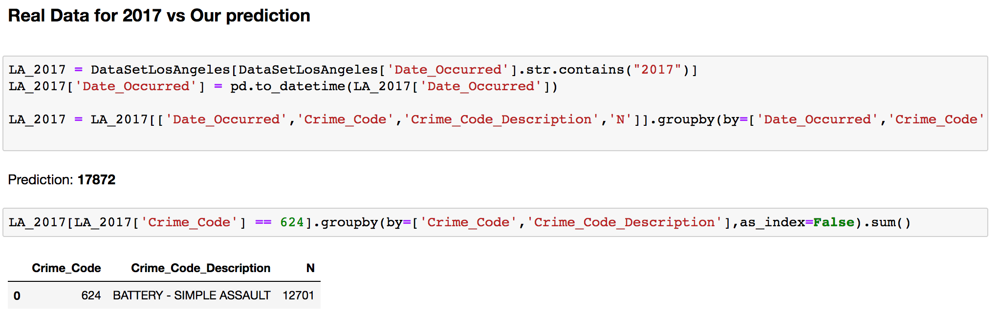 Real Data for 2017 vs Our prediction
LA_2017 = DataSetLosAngeles[DataSetLosAngeles['Date_Occurred'].str.contains("2017")]
LA_2017['Date_Occurred'] = pd.to_datetime(LA_2017['Date_Occurred'])
LA_2017 = LA_2017[['Date_Occurred','Crime_Code','Crime_Code_Description','N']].groupby(by=['Date_Occurred','Crime_Code'
Prediction: 17872
LA_2017[LA_2017['Crime_Code'] == 624].groupby(by=['Crime_Code','Crime_Code_Description'],as_index=False).sum()
Crime_Code Crime_Code_Description N
0 624 BATTERY - SIMPLE ASSAULT 12701